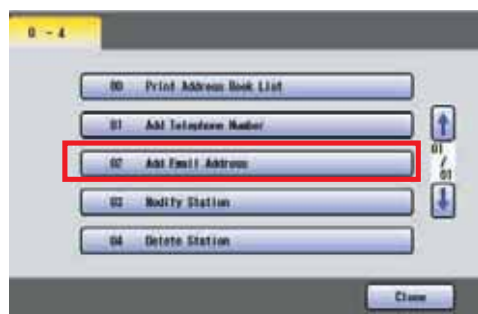 0 - 4
00 Print Address Book List
01 Add Telephone Number
02 Add Email Address
03 Modify Station
04 Delete Station
01
/
01
Close